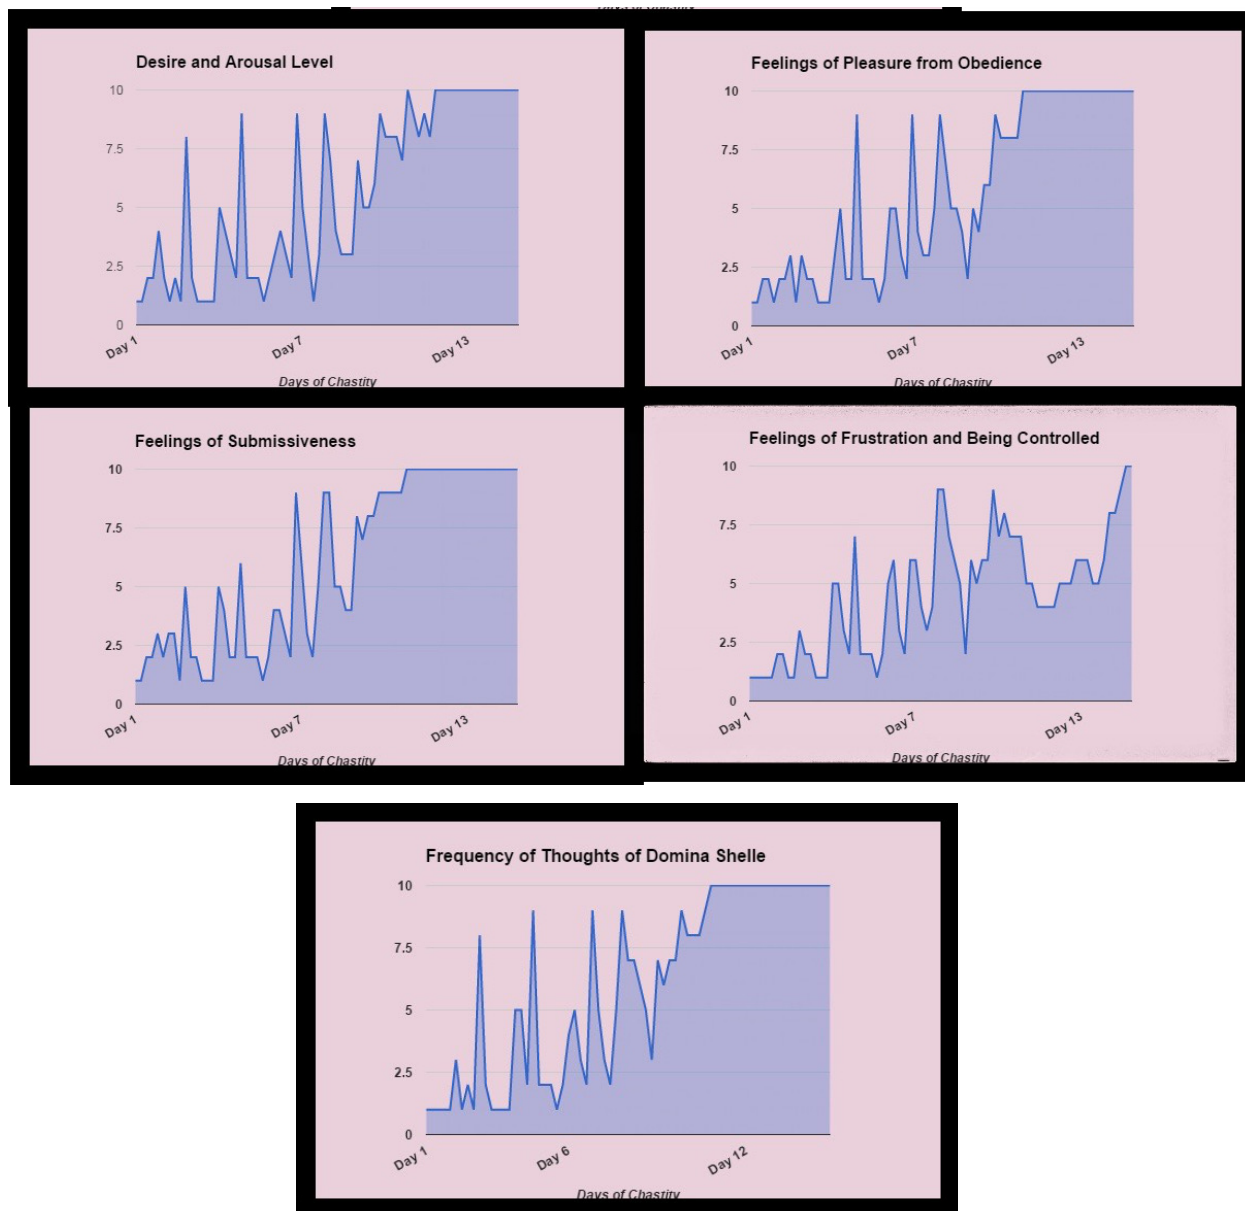 Desire and Arousal Level
10
7.5
5
2.5
0
Day 1
Day 7
Day 13
Days of Chastity
Feelings of Pleasure from Obedience
10
7.5
5
2.5
0
Day 1
Day 7
Day 13
Days of Chastity
Feelings of Submissiveness
10
7.5
5
2.5
0
Day 1
Day 7
Day 13
Days of Chastity
Feelings of Frustration and Being Controlled
10
7.5
5
2.5
0
Day 1
Day 7
Day 13
Days of Chastity
Frequency of Thoughts of Domina Shelle
10
7.5
5
2.5
0
Day 1
Day 6
Day 12
Days of Chastity